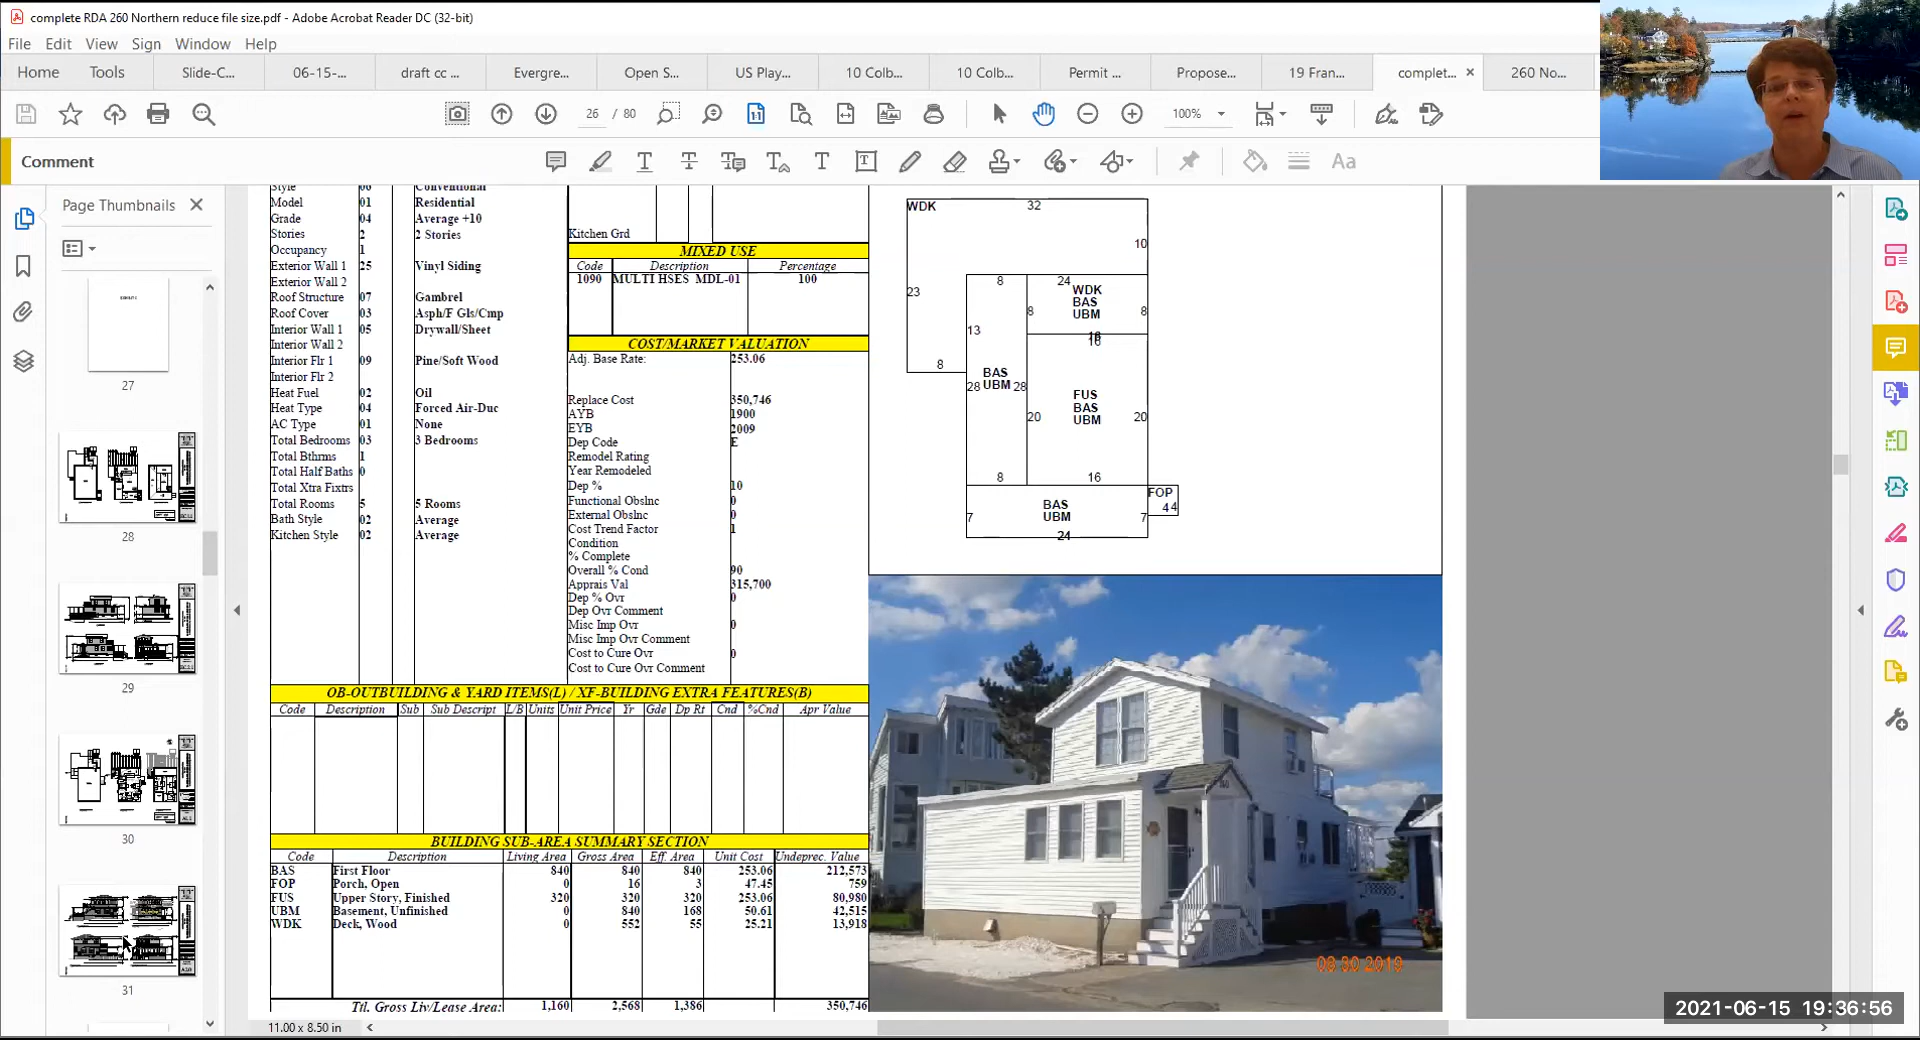 complete RDA 260 Northern reduce file size.pdf - Adobe Acrobat Reader DC (32-bit)
File Edit View Sign Window Help
Home Tools Slide-C... 06-15-... draft cc ... Evergre... Open S... US Play... 10 Colb... 10 Colb... Permit ... Propose... 19 Fran... complet... × 260 No...
26 / 80 100%
Comment Aa
Page Thumbnails ×
27
28
29
30
31
Style 06 Conventional
Model 01 Residential
Grade 04 Average +10
Stories 2 2 Stories
Occupancy 1
Exterior Wall 1 25 Vinyl Siding
Exterior Wall 2
Roof Structure 07 Gambrel
Roof Cover 03 Asph/F Gls/Cmp
Interior Wall 1 05 Drywall/Sheet
Interior Wall 2
Interior Flr 1 09 Pine/Soft Wood
Interior Flr 2
Heat Fuel 02 Oil
Heat Type 04 Forced Air-Duc
AC Type 01 None
Total Bedrooms 03 3 Bedrooms
Total Bthrms 1
Total Half Baths 0
Total Xtra Fixtrs
Total Rooms 5 5 Rooms
Bath Style 02 Average
Kitchen Style 02 Average
Kitchen Grd
MIXED USE
Code Description Percentage
1090 MULTI HSES MDL-01 100
COST/MARKET VALUATION
Adj. Base Rate: 253.06
Replace Cost 350,746
AYB 1900
EYB 2009
Dep Code E
Remodel Rating
Year Remodeled
Dep % 10
Functional Obslnc 0
External Obslnc 0
Cost Trend Factor 1
Condition
% Complete
Overall % Cond 90
Apprais Val 315,700
Dep % Ovr 0
Dep Ovr Comment
Misc Imp Ovr 0
Misc Imp Ovr Comment
Cost to Cure Ovr 0
Cost to Cure Ovr Comment
WDK 32
10
23
8 24
WDK
BAS
UBM
8 8
13
16
8
BAS
UBM
28 28
FUS
BAS
UBM
20 20
8 16
BAS
UBM
7 7
24
FOP
4 4
OB-OUTBUILDING & YARD ITEMS(L) / XF-BUILDING EXTRA FEATURES(B)
Code Description Sub Sub Descript L/B Units Unit Price Yr Gde Dp Rt Cnd %Cnd Apr Value
BUILDING SUB-AREA SUMMARY SECTION
Code Description Living Area Gross Area Eff. Area Unit Cost Undeprec. Value
BAS First Floor 840 840 840 253.06 212,573
FOP Porch, Open 0 16 3 47.45 759
FUS Upper Story, Finished 320 320 320 253.06 80,980
UBM Basement, Unfinished 0 840 168 50.61 42,515
WDK Deck, Wood 0 552 55 25.21 13,918
Ttl. Gross Liv/Lease Area: 1,160 2,568 1,386 350,746
11.00 x 8.50 in
2021-06-15 19:36:56